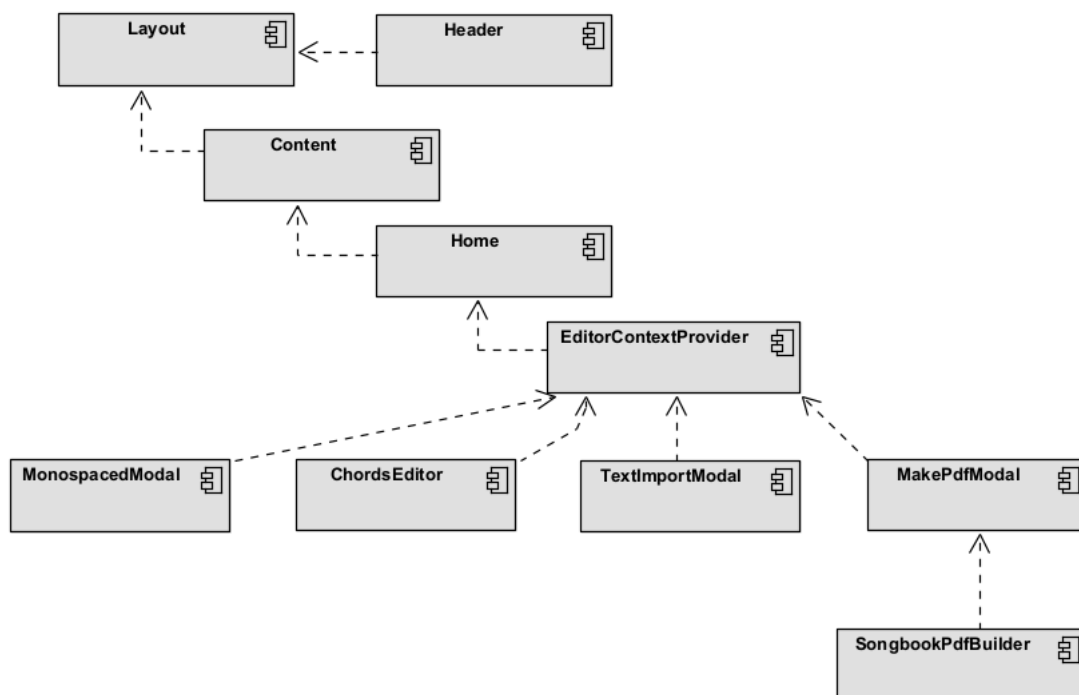 Layout
Header
Content
Home
EditorContextProvider
MonospacedModal
ChordsEditor
TextImportModal
MakePdfModal
SongbookPdfBuilder